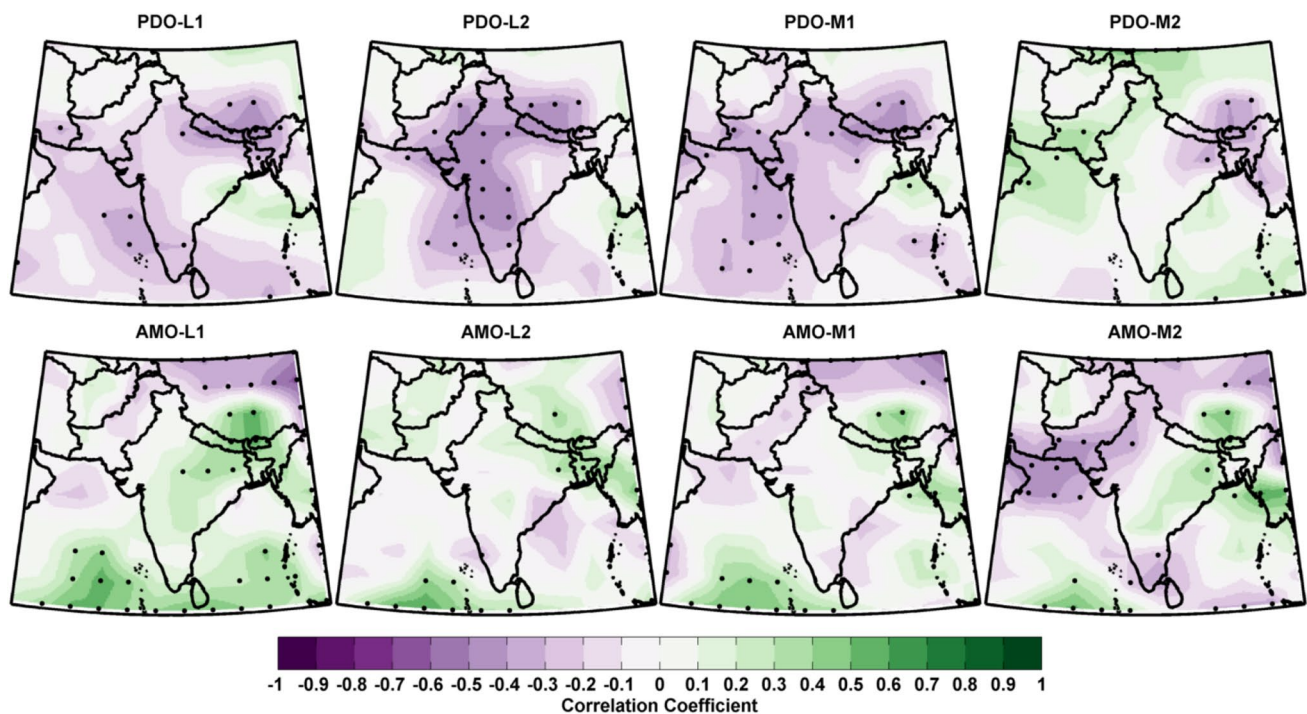 PDO-L1 PDO-L2 PDO-M1 PDO-M2
AMO-L1 AMO-L2 AMO-M1 AMO-M2
-1 -0.9 -0.8 -0.7 -0.6 -0.5 -0.4 -0.3 -0.2 -0.1 0 0.1 0.2 0.3 0.4 0.5 0.6 0.7 0.8 0.9 1
Correlation Coefficient